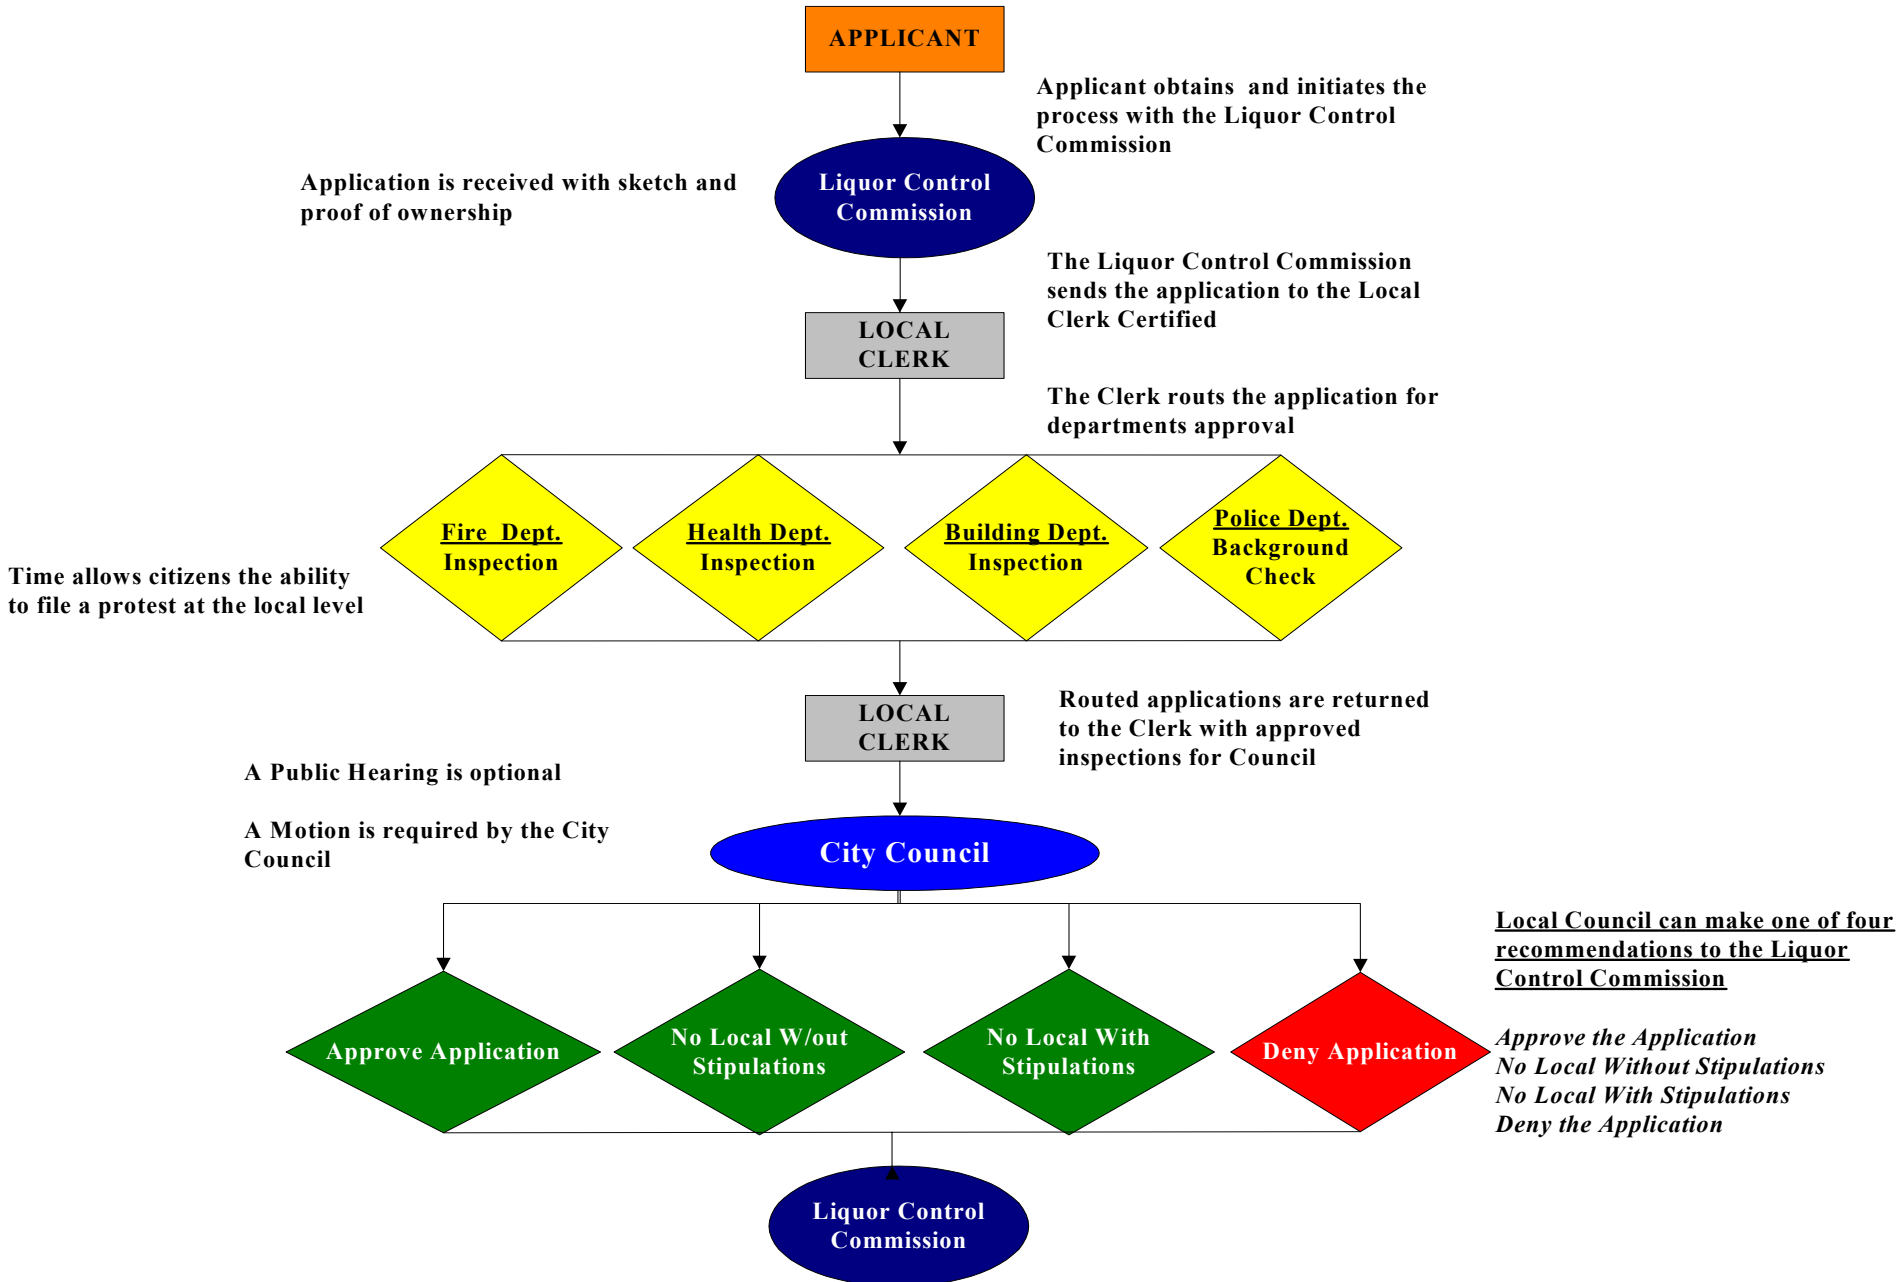 APPLICANT
Applicant obtains  and initiates the
process with the Liquor Control
Commission
Application is received with sketch and
proof of ownership
Liquor Control
Commission
The Liquor Control Commission
sends the application to the Local
Clerk Certified
LOCAL
CLERK
The Clerk routs the application for
departments approval
Fire  Dept.
Inspection
Health Dept.
Inspection
Building Dept.
Inspection
Police Dept.
Background
Check
Time allows citizens the ability
to file a protest at the local level
LOCAL
CLERK
Routed applications are returned
to the Clerk with approved
inspections for Council
A Public Hearing is optional
A Motion is required by the City
Council
City Council
Local Council can make one of four
recommendations to the Liquor
Control Commission
Approve Application
No Local W/out
Stipulations
No Local With
Stipulations
Deny Application
Approve the Application
No Local Without Stipulations
No Local With Stipulations
Deny the Application
Liquor Control
Commission